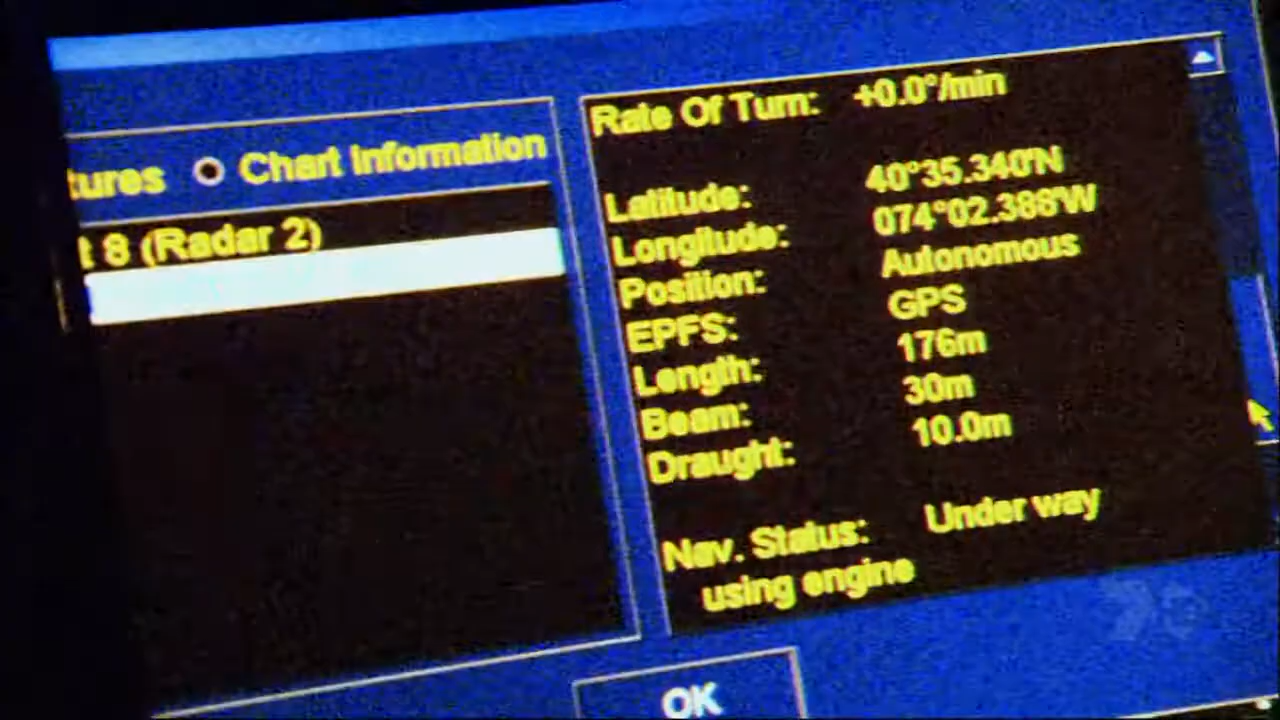 tures Chart Information
t 8 (Radar 2)
Rate Of Turn: +0.0°/min
Latitude: 40°35.340'N
Longitude: 074°02.388'W
Position: Autonomous
EPFS: GPS
Length: 176m
Beam: 30m
Draught: 10.0m
Nav. Status: Under way
using engine
OK